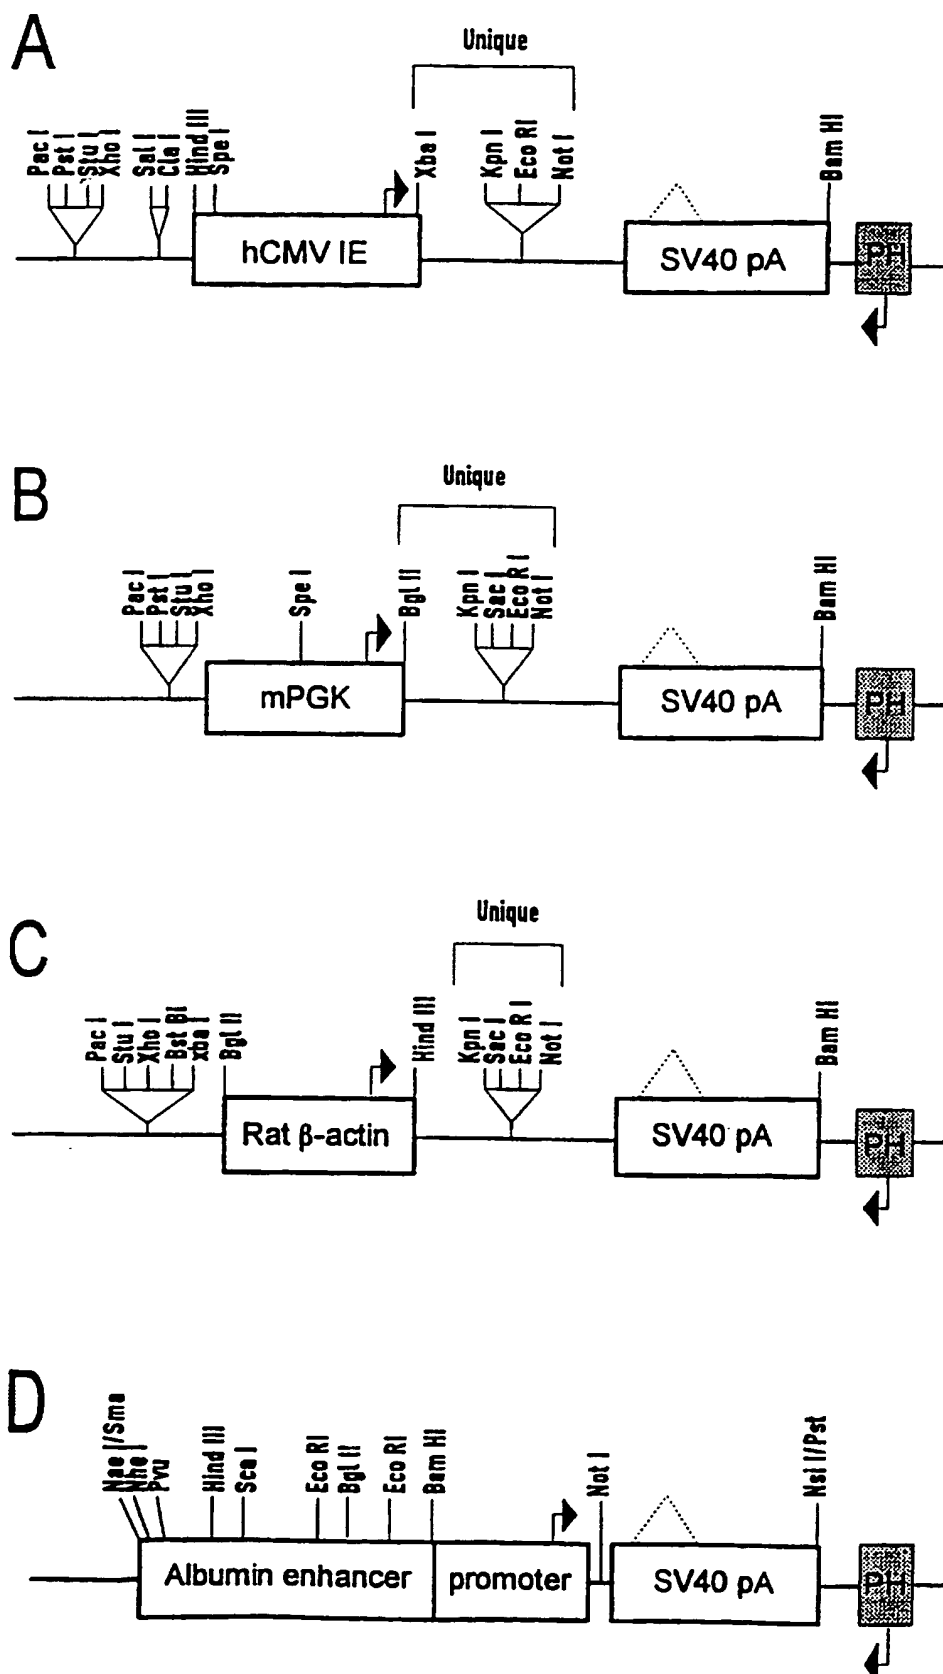 A
Unique
Pac I
Pst I
Stu I
Xho I
Sal I
Cla I
Hind III
Spe I
Xba I
Kpn I
Eco RI
Not I
Bam HI
hCMV IE
SV40 pA
PH
B
Unique
Pac I
Pst I
Stu I
Xho I
Spe I
Bgl II
Kpn I
Sac I
Eco R I
Not I
Bam HI
mPGK
SV40 pA
PH
C
Unique
Pac I
Stu I
Xho I
Bst BI
xba I
Bgl II
Hind III
Kpn I
Sac I
Eco R I
Not I
Bam HI
Rat β-actin
SV40 pA
PH
D
Nae I/Sma
Nhe I
Pvu
Hind III
Sca I
Eco RI
Bgl II
Eco RI
Bam HI
Not I
Nsi I/Pst
Albumin enhancer
promoter
SV40 pA
PH